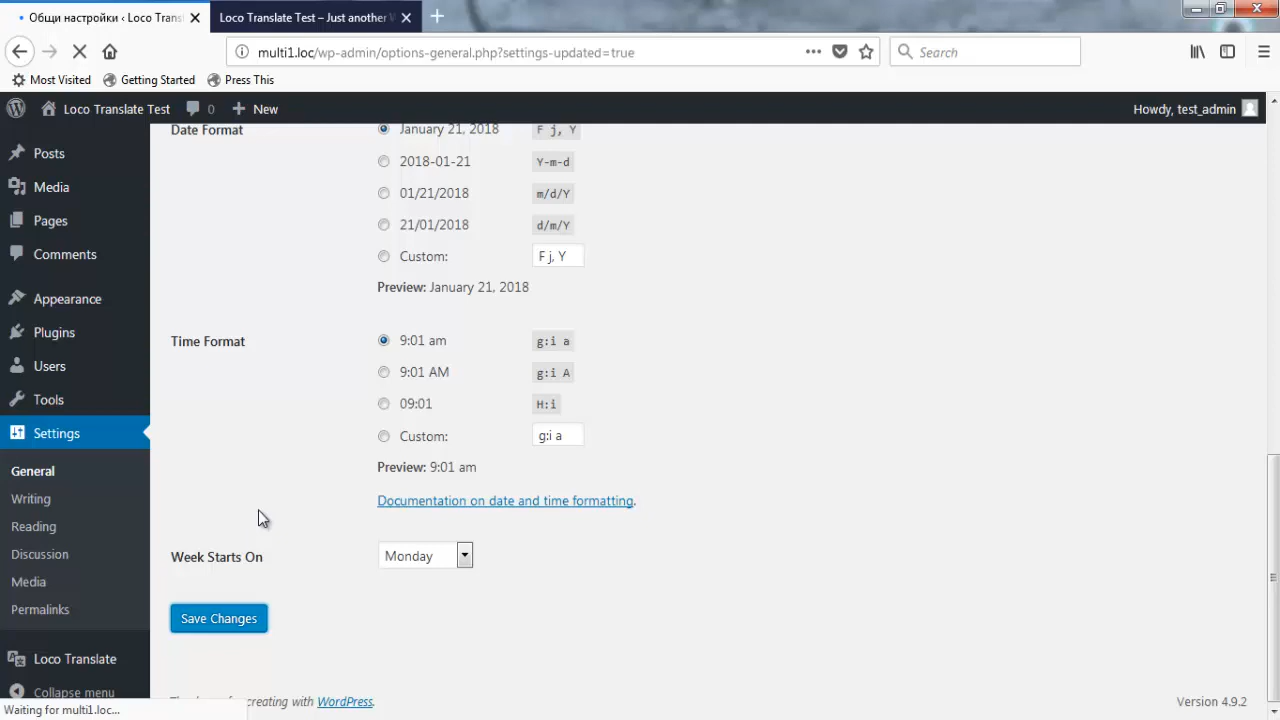 Общи настройки ‹ Loco Trans
Loco Translate Test – Just another W
multi1.loc/wp-admin/options-general.php?settings-updated=true
Search
Most Visited
Getting Started
Press This
Loco Translate Test
0
New
Howdy, test_admin
Posts
Media
Pages
Comments
Appearance
Plugins
Users
Tools
Settings
General
Writing
Reading
Discussion
Media
Permalinks
Loco Translate
Collapse menu
Date Format
January 21, 2018 F j, Y
2018-01-21 Y-m-d
01/21/2018 m/d/Y
21/01/2018 d/m/Y
Custom: F j, Y
Preview: January 21, 2018
Time Format
9:01 am g:i a
9:01 AM g:i A
09:01 H:i
Custom: g:i a
Preview: 9:01 am
Documentation on date and time formatting.
Week Starts On
Monday
Save Changes
creating with WordPress.
Version 4.9.2
Waiting for multi1.loc...